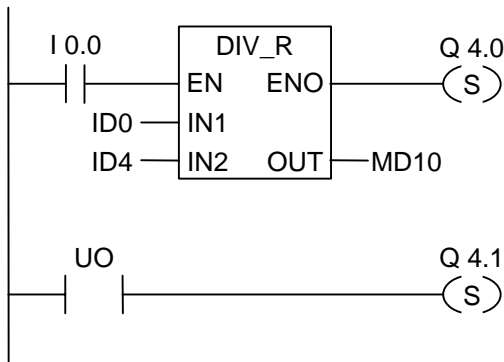 I 0.0
DIV_R
Q 4.0
EN ENO
S
ID0 IN1
ID4 IN2 OUT MD10
UO
Q 4.1
S